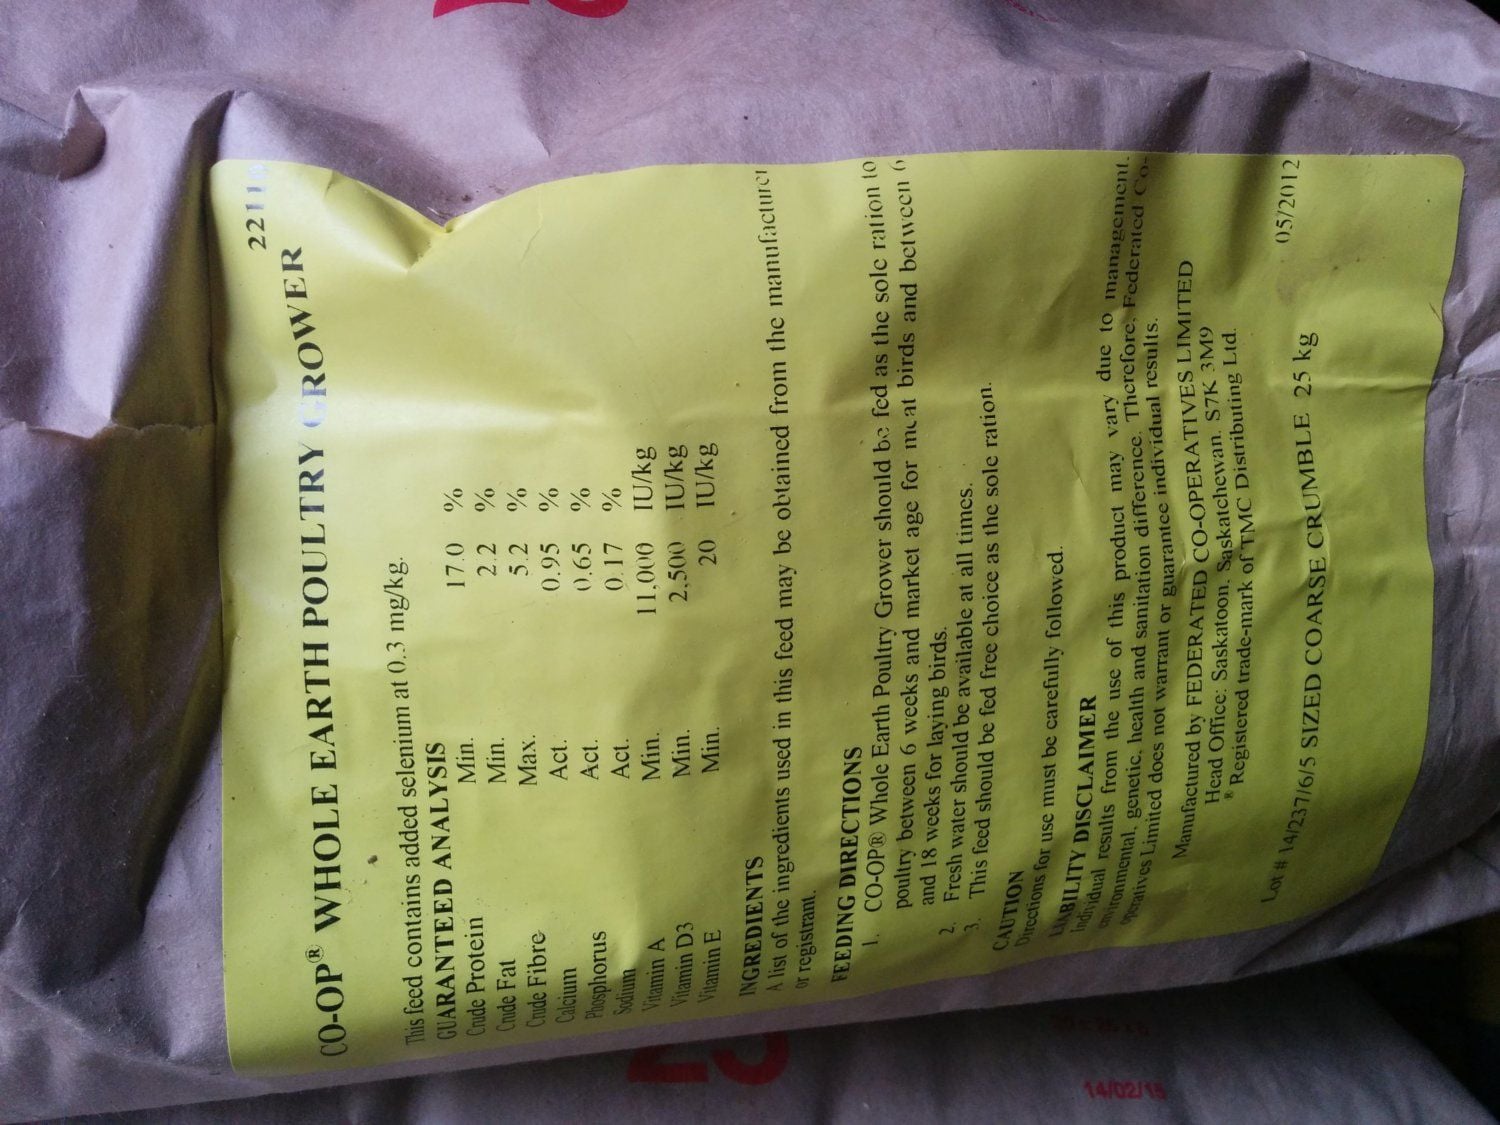 22110
CO-OP® WHOLE EARTH POULTRY GROWER
This feed contains added selenium at 0.3 mg/kg.
GUARANTEED ANALYSIS
Crude Protein Min. 17.0 %
Crude Fat Min. 2.2 %
Crude Fibre Max. 5.2 %
Calcium Act. 0.95 %
Phosphorus Act. 0.65 %
Sodium Act. 0.17 %
Vitamin A Min. 11,000 IU/kg
Vitamin D3 Min. 2,500 IU/kg
Vitamin E Min. 20 IU/kg
INGREDIENTS
A list of the ingredients used in this feed may be obtained from the manufacturer
or registrant.
FEEDING DIRECTIONS
1. CO-OP® Whole Earth Poultry Grower should be fed as the sole ration to
poultry between 6 weeks and market age for meat birds and between 6
and 18 weeks for laying birds.
2. Fresh water should be available at all times.
3. This feed should be fed free choice as the sole ration.
CAUTION
Directions for use must be carefully followed.
LIABILITY DISCLAIMER
Individual results from the use of this product may vary due to management,
environmental, genetic, health and sanitation difference. Therefore, Federated Co-
operatives Limited does not warrant or guarantee individual results.
Manufactured by FEDERATED CO-OPERATIVES LIMITED
Head Office: Saskatoon, Saskatchewan. S7K 3M9
® Registered trade-mark of TMC Distributing Ltd.
05/2012
Lot # 14/237/6/5 SIZED COARSE CRUMBLE 25 kg
14/02/15